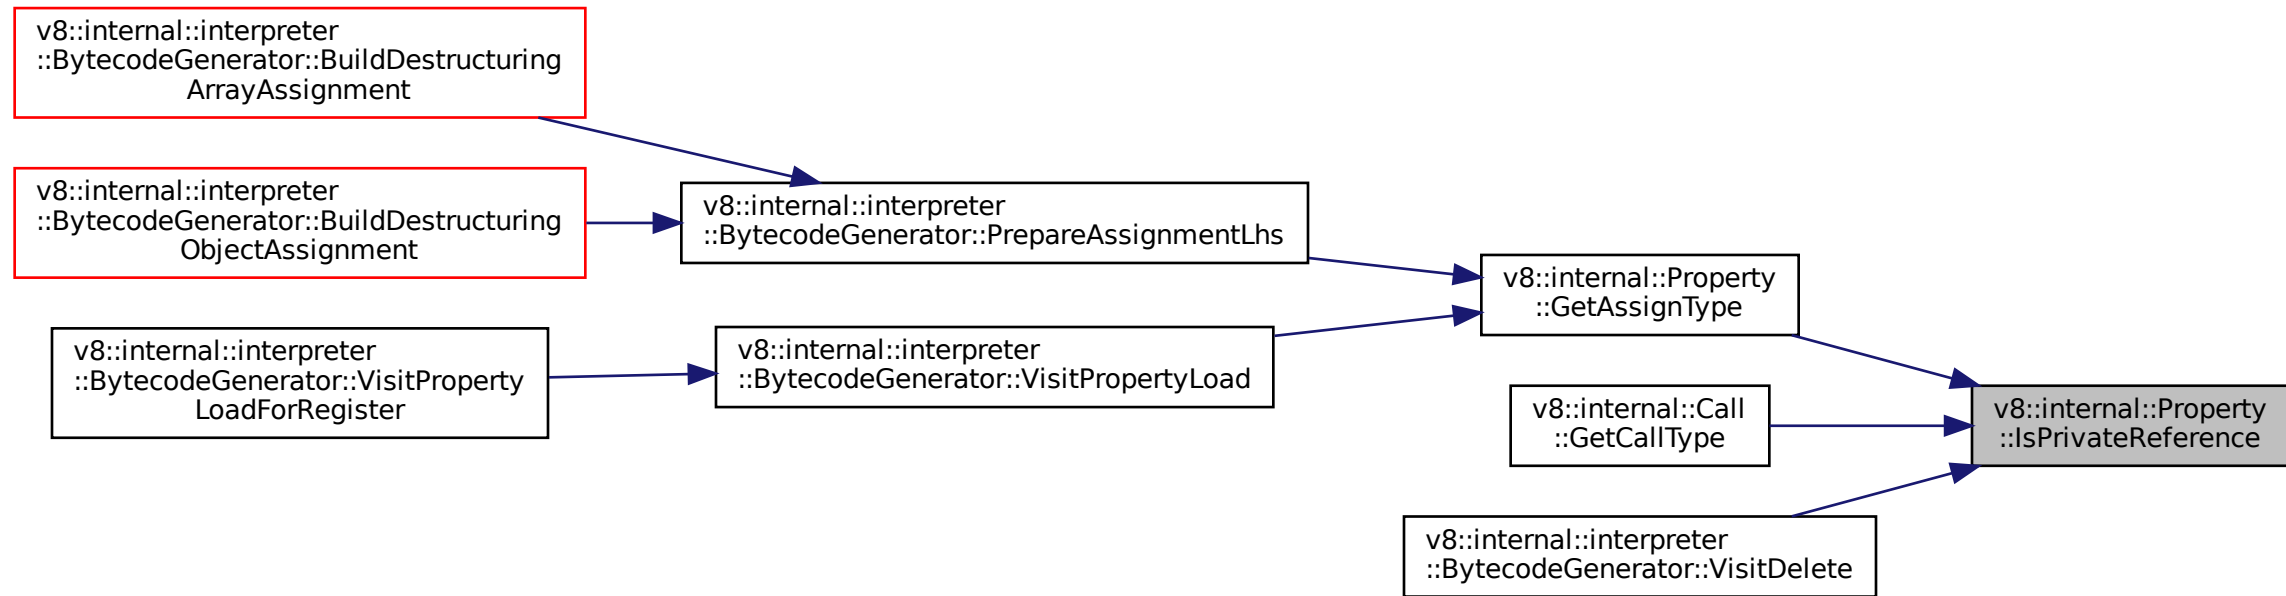 v8::internal::interpreter
::BytecodeGenerator::BuildDestructuring
ArrayAssignment
v8::internal::interpreter
::BytecodeGenerator::BuildDestructuring
ObjectAssignment
v8::internal::interpreter
::BytecodeGenerator::VisitProperty
LoadForRegister
v8::internal::interpreter
::BytecodeGenerator::PrepareAssignmentLhs
v8::internal::interpreter
::BytecodeGenerator::VisitPropertyLoad
v8::internal::Property
::GetAssignType
v8::internal::Call
::GetCallType
v8::internal::interpreter
::BytecodeGenerator::VisitDelete
v8::internal::Property
::IsPrivateReference